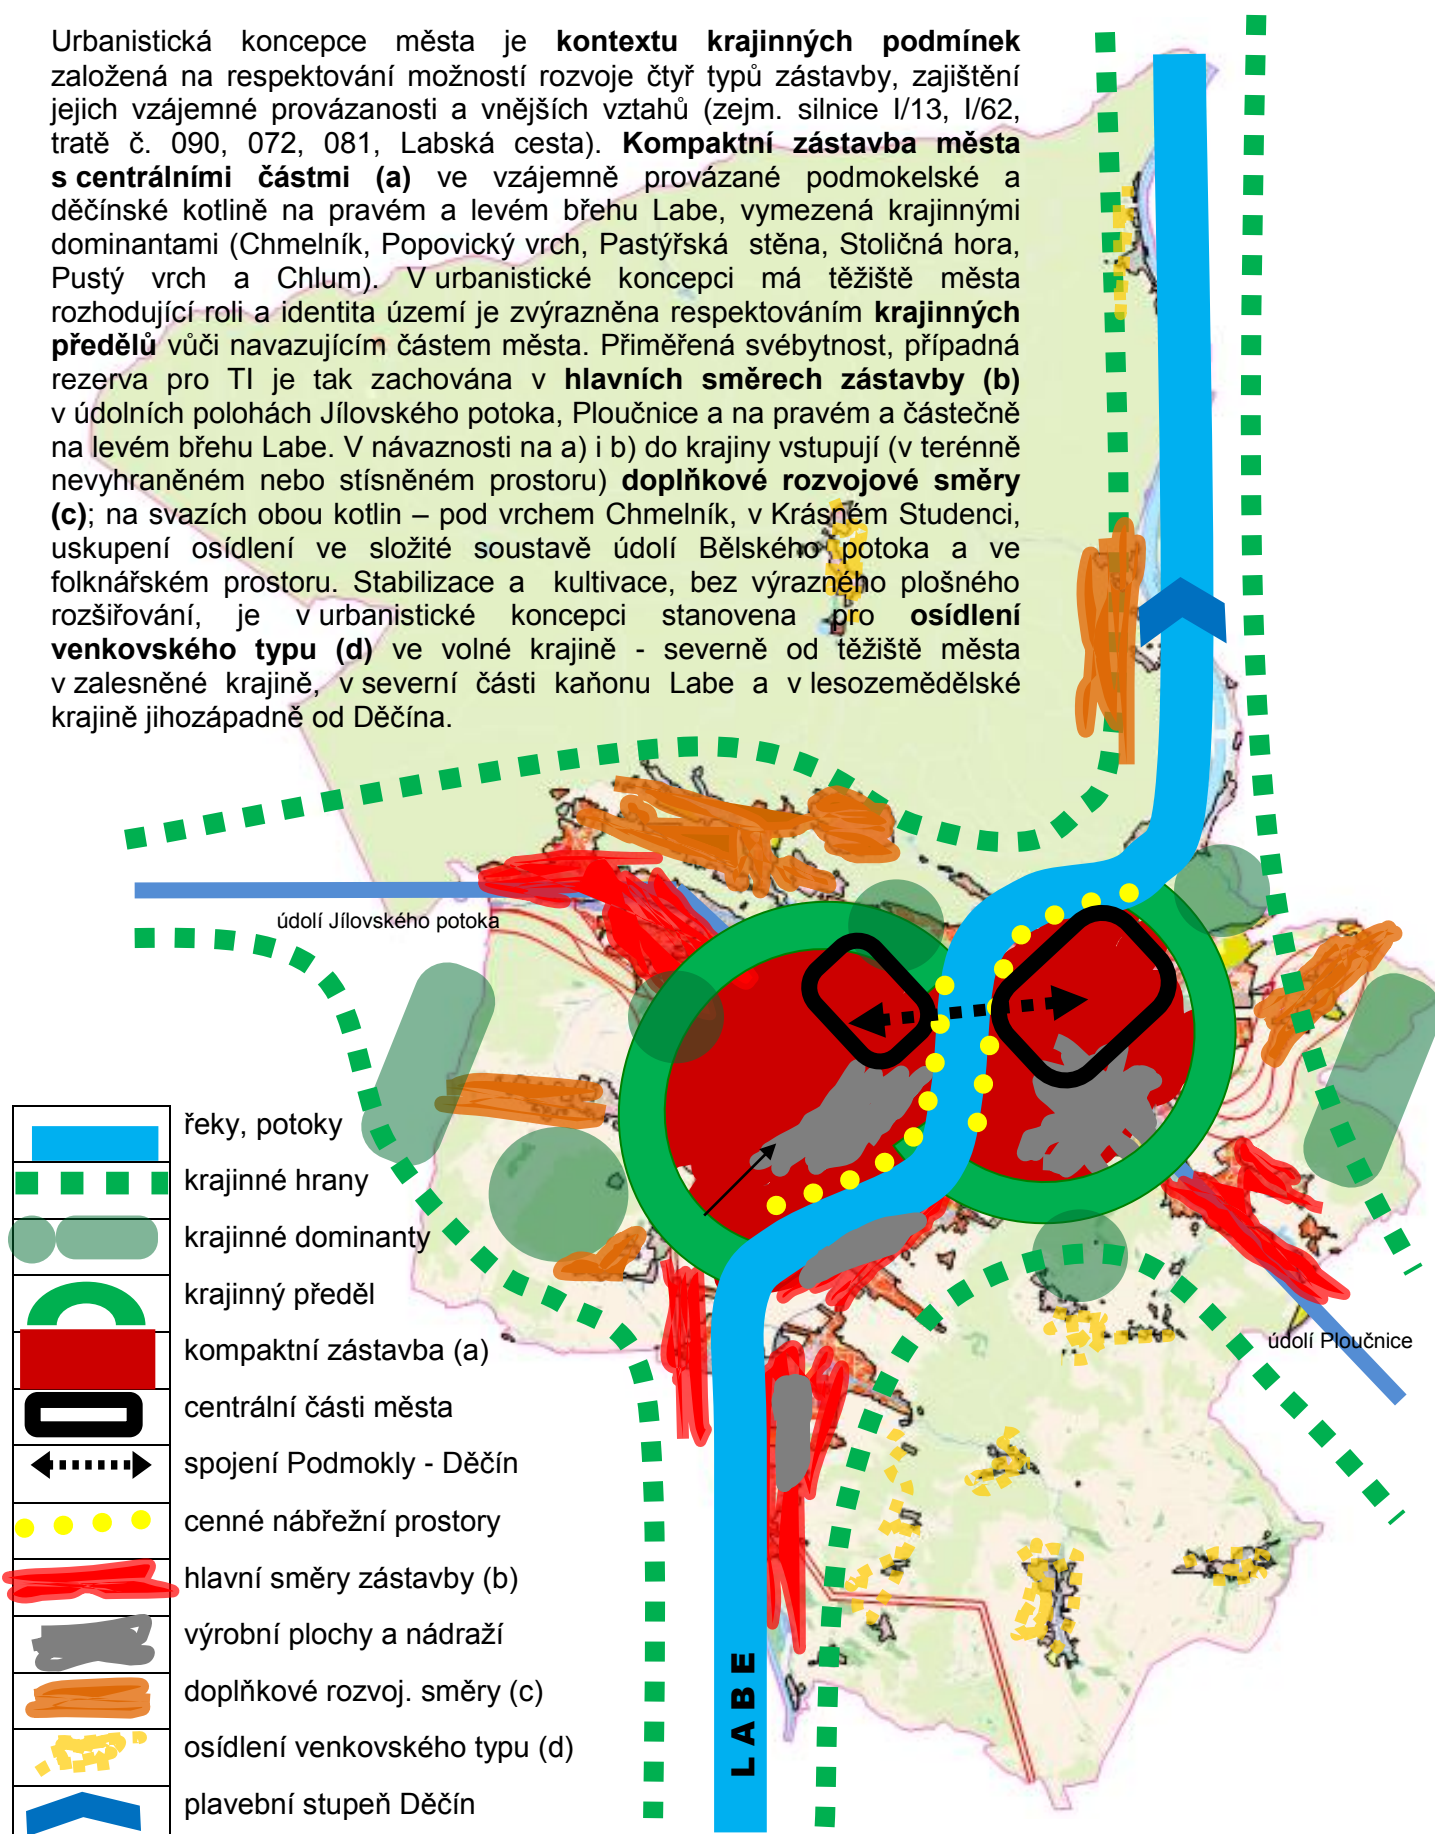 Urbanistická koncepce města je kontextu krajinných podmínek
založená na respektování možností rozvoje čtyř typů zástavby, zajištění
jejich vzájemné provázanosti a vnějších vztahů (zejm. silnice I/13, I/62,
tratě č. 090, 072, 081, Labská cesta). Kompaktní zástavba města
s centrálními částmi (a) ve vzájemně provázané podmokelské a
děčínské kotlině na pravém a levém břehu Labe, vymezená krajinnými
dominantami (Chmelník, Popovický vrch, Pastýřská stěna, Stoličná hora,
Pustý vrch a Chlum). V urbanistické koncepci má těžiště města
rozhodující roli a identita území je zvýrazněna respektováním krajinných
předělů vůči navazujícím částem města. Přiměřená svébytnost, případná
rezerva pro TI je tak zachována v hlavních směrech zástavby (b)
v údolních polohách Jílovského potoka, Ploučnice a na pravém a částečně
na levém břehu Labe. V návaznosti na a) i b) do krajiny vstupují (v terénně
nevyhraněném nebo stísněném prostoru) doplňkové rozvojové směry
(c); na svazích obou kotlin – pod vrchem Chmelník, v Krásném Studenci,
uskupení osídlení ve složité soustavě údolí Bělského potoka a ve
folknářském prostoru. Stabilizace a kultivace, bez výrazného plošného
rozšiřování, je v urbanistické koncepci stanovena pro osídlení
venkovského typu (d) ve volné krajině - severně od těžiště města
v zalesněné krajině, v severní části kaňonu Labe a v lesozemědělské
krajině jihozápadně od Děčína.
údolí Jílovského potoka
údolí Ploučnice
LABE
řeky, potoky
krajinné hrany
krajinné dominanty
krajinný předěl
kompaktní zástavba (a)
centrální části města
spojení Podmokly - Děčín
cenné nábřežní prostory
hlavní směry zástavby (b)
výrobní plochy a nádraží
doplňkové rozvoj. směry (c)
osídlení venkovského typu (d)
plavební stupeň Děčín